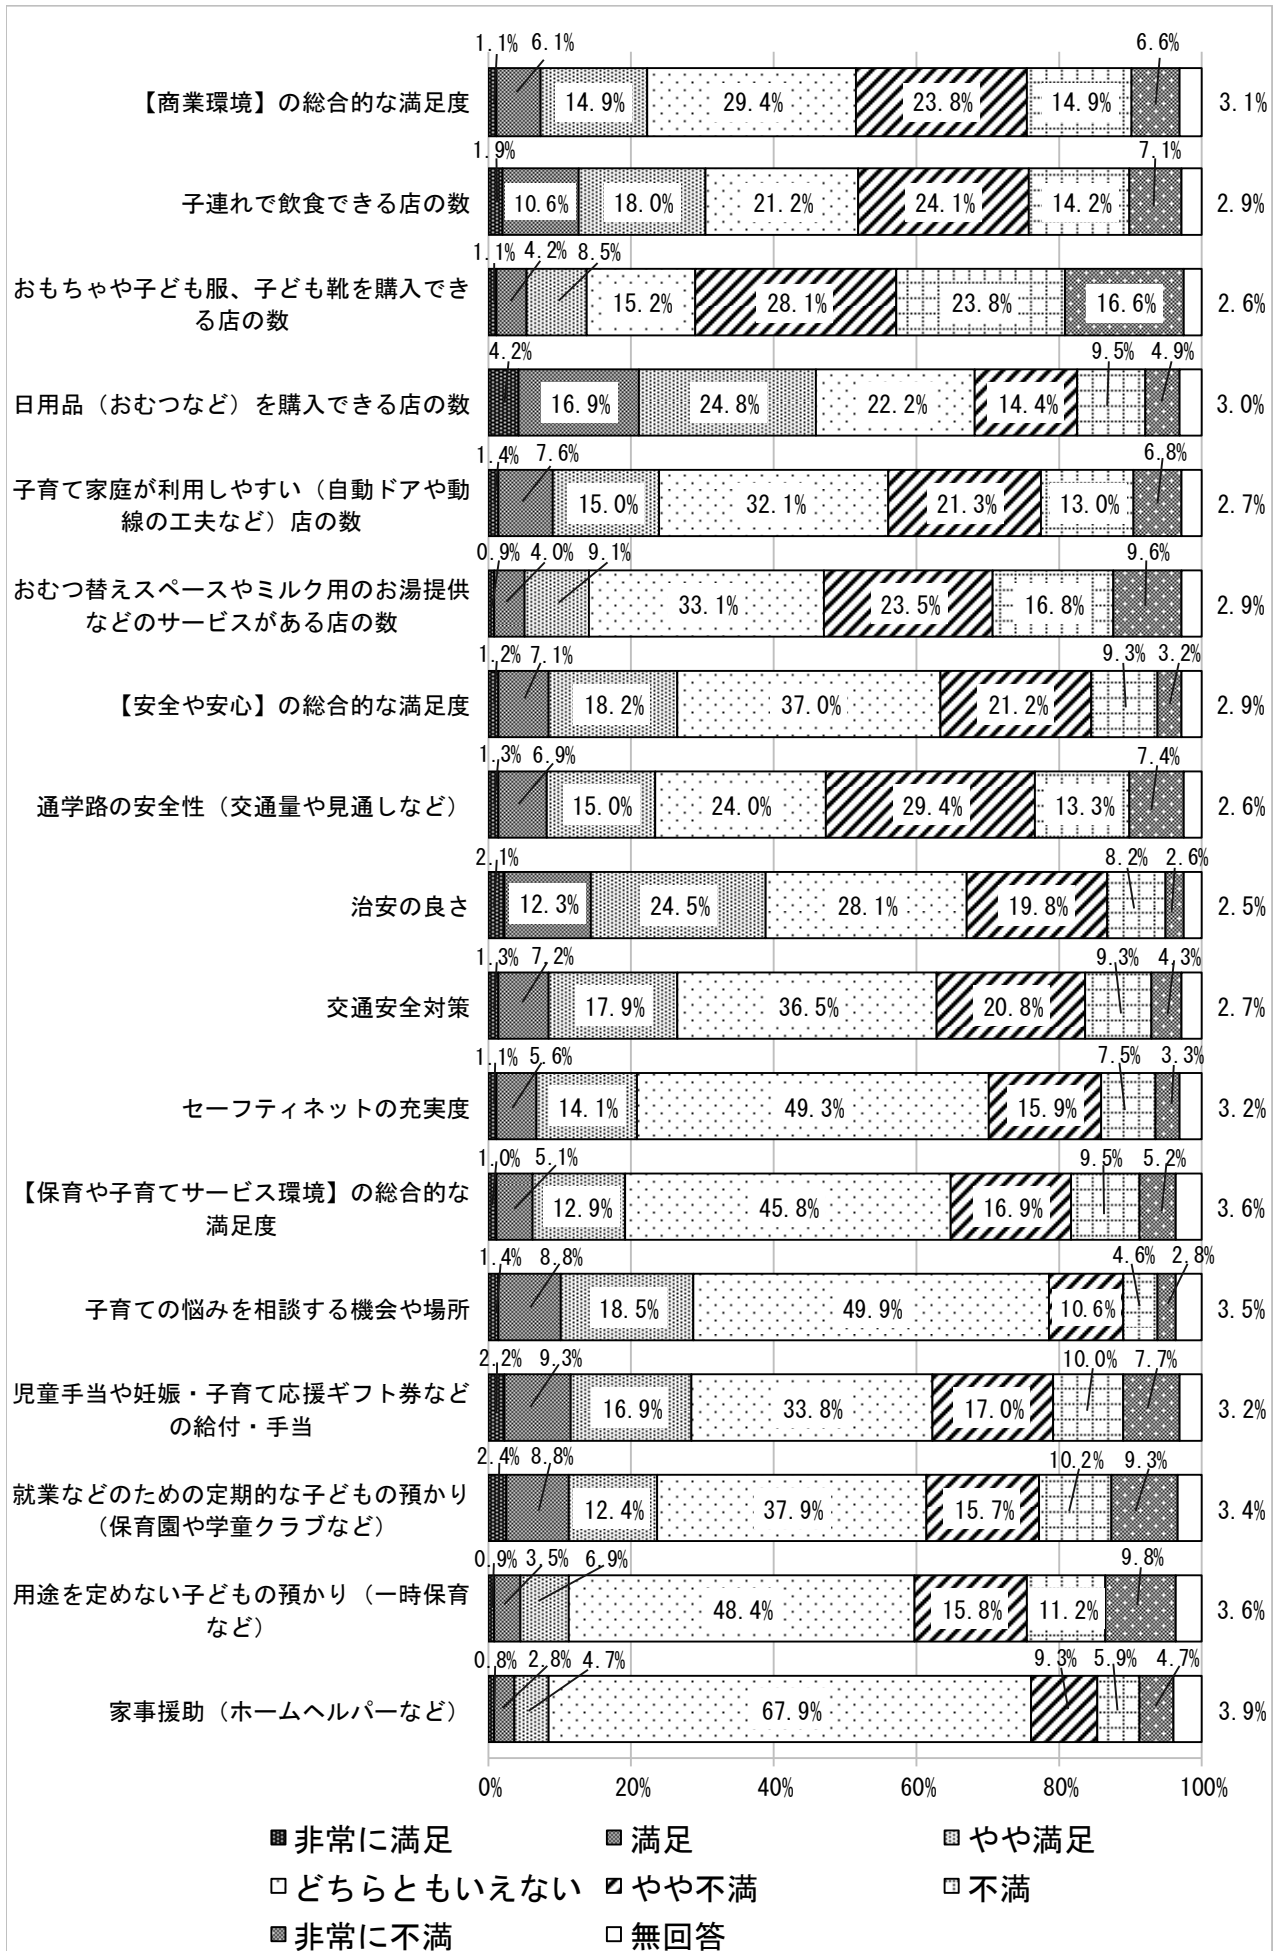 1.1% 6.1% 6.6%
【商業環境】の総合的な満足度 14.9% 29.4% 23.8% 14.9% 3.1%
1.9% 7.1%
子連れで飲食できる店の数 10.6% 18.0% 21.2% 24.1% 14.2% 2.9%
1.1% 4.2% 8.5%
おもちゃや子ども服、子ども靴を購入でき
る店の数 15.2% 28.1% 23.8% 16.6% 2.6%
4.2% 9.5% 4.9%
日用品（おむつなど）を購入できる店の数 16.9% 24.8% 22.2% 14.4% 3.0%
1.4% 7.6% 6.8%
子育て家庭が利用しやすい（自動ドアや動
線の工夫など）店の数 15.0% 32.1% 21.3% 13.0% 2.7%
0.9% 4.0% 9.1% 9.6%
おむつ替えスペースやミルク用のお湯提供
などのサービスがある店の数 33.1% 23.5% 16.8% 2.9%
1.2% 7.1% 9.3% 3.2%
【安全や安心】の総合的な満足度 18.2% 37.0% 21.2% 2.9%
1.3% 6.9% 7.4%
通学路の安全性（交通量や見通しなど） 15.0% 24.0% 29.4% 13.3% 2.6%
2.1% 8.2% 2.6%
治安の良さ 12.3% 24.5% 28.1% 19.8% 2.5%
1.3% 7.2% 9.3% 4.3%
交通安全対策 17.9% 36.5% 20.8% 2.7%
1.1% 5.6% 7.5% 3.3%
セーフティネットの充実度 14.1% 49.3% 15.9% 3.2%
1.0% 5.1% 9.5% 5.2%
【保育や子育てサービス環境】の総合的な
満足度 12.9% 45.8% 16.9% 3.6%
1.4% 8.8% 4.6% 2.8%
子育ての悩みを相談する機会や場所 18.5% 49.9% 10.6% 3.5%
2.2% 9.3% 10.0% 7.7%
児童手当や妊娠・子育て応援ギフト券など
の給付・手当 16.9% 33.8% 17.0% 3.2%
2.4% 8.8% 10.2% 9.3%
就業などのための定期的な子どもの預かり
（保育園や学童クラブなど） 12.4% 37.9% 15.7% 3.4%
0.9% 3.5% 6.9% 9.8%
用途を定めない子どもの預かり（一時保育
など） 48.4% 15.8% 11.2% 3.6%
0.8% 2.8% 4.7% 9.3% 5.9% 4.7%
家事援助（ホームヘルパーなど） 67.9% 3.9%
0% 20% 40% 60% 80% 100%
非常に満足 満足 やや満足
どちらともいえない やや不満 不満
非常に不満 無回答